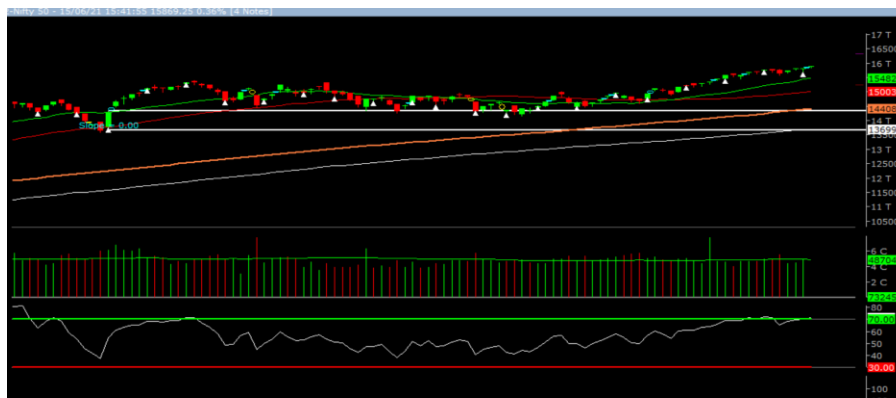 Nifty 50 - 15/06/21 15:41:55 15869.25 0.36% [4 Notes]
17 T
16500
16 T
15482
15003
14408
14 T
13699
13 T
12500
12 T
11500
11 T
10500
Slope = 0.00
6 C
48704
4 C
2 C
73245
80
70.00
60
50
40
30.00
100